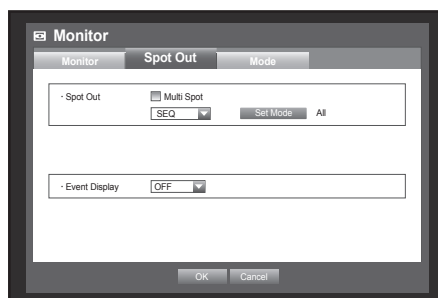 Monitor
Monitor Spot Out Mode
· Spot Out Multi Spot
SEQ Set Mode All
· Event Display OFF
OK Cancel